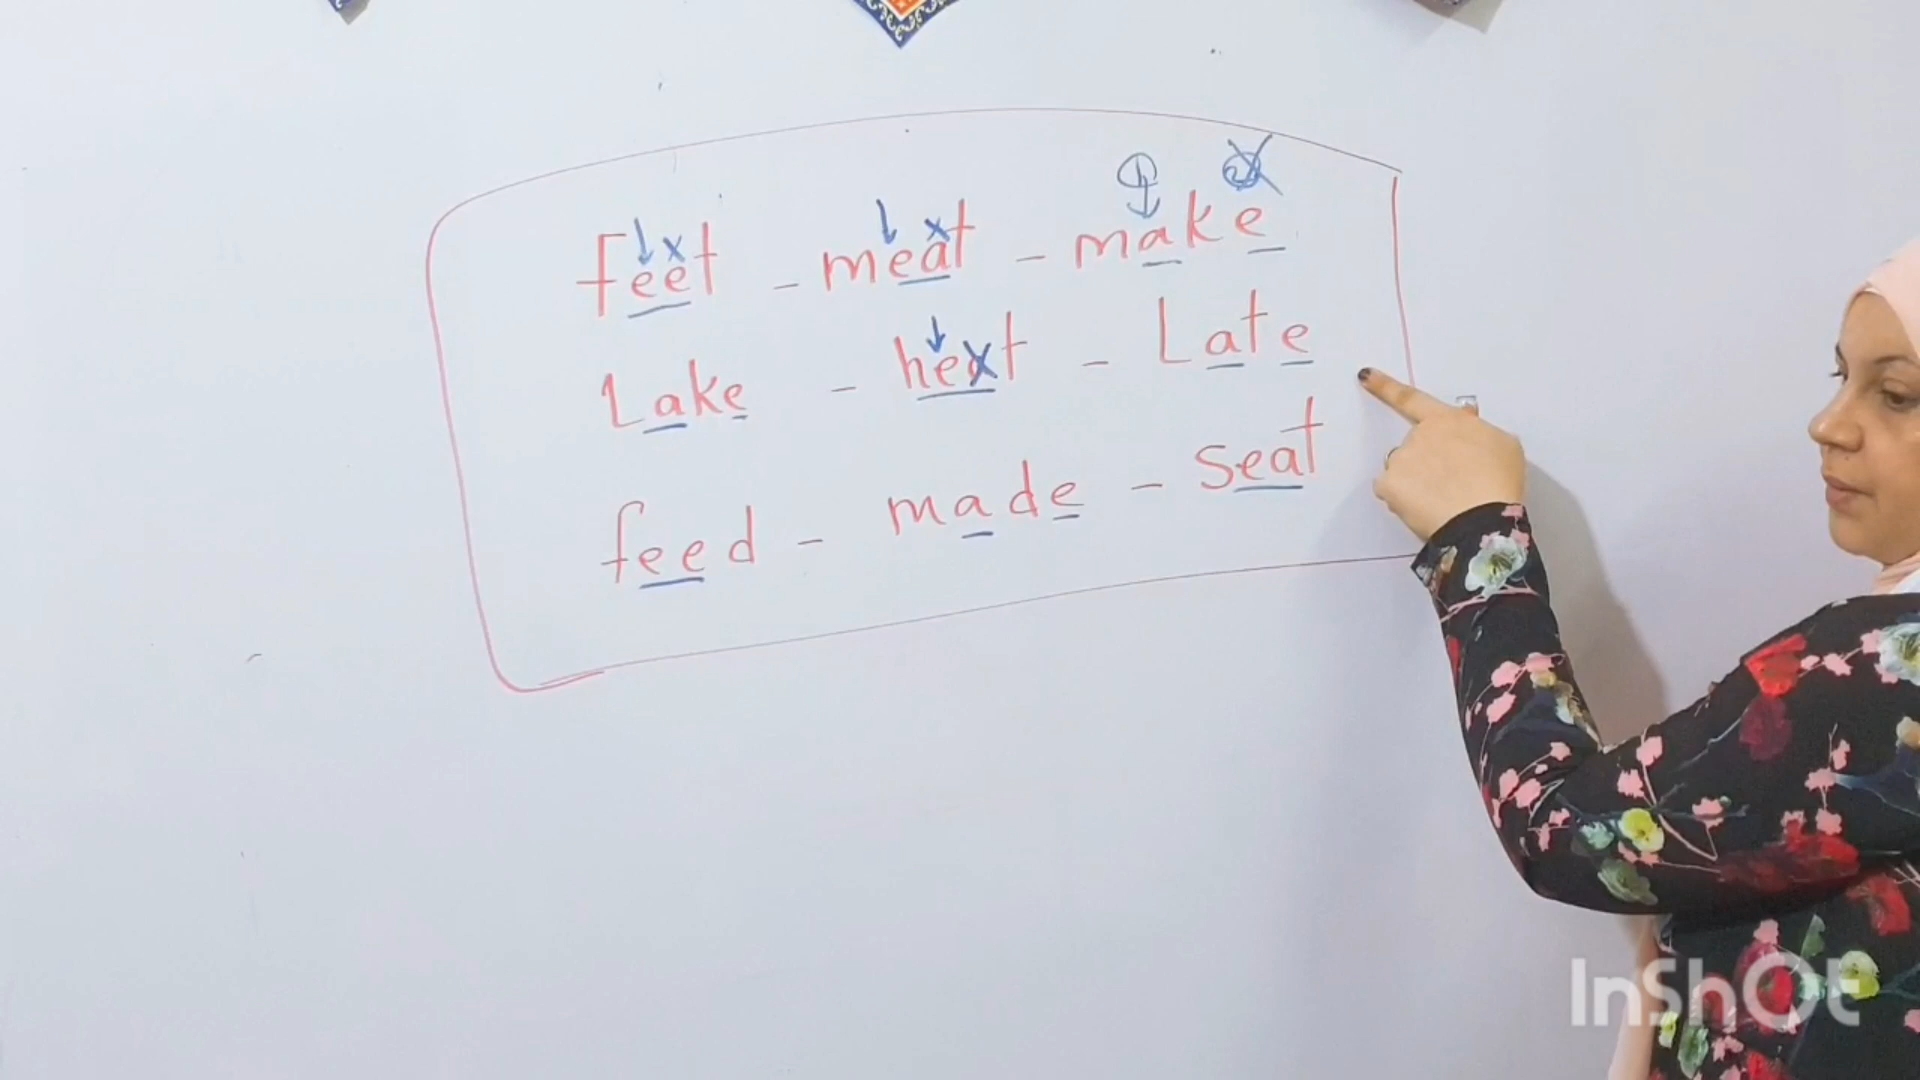 feet - meat - make
Lake - heat - Late
feed - made - seat
InShOt